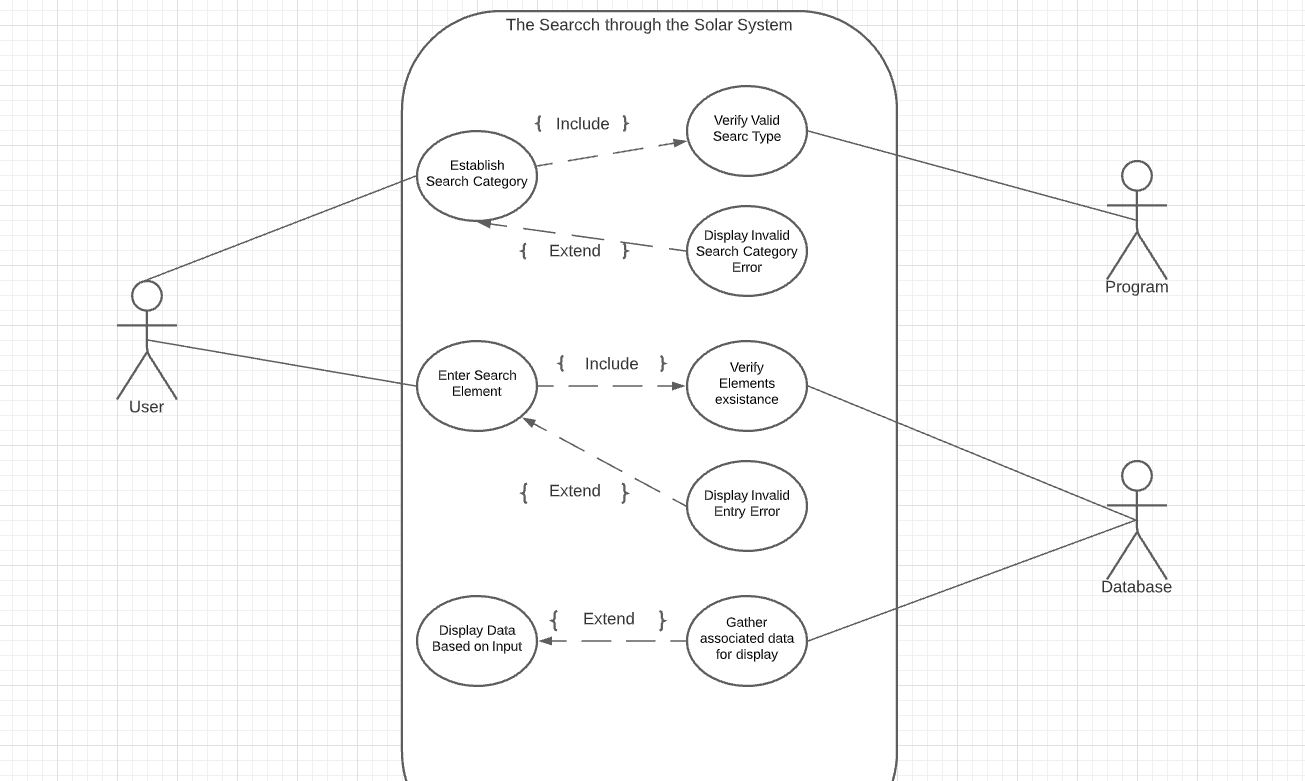 The Searcch through the Solar System
{ Include }
Verify Valid
Searc Type
Establish
Search Category
{ Extend }
Display Invalid
Search Category
Error
Program
User
{ Include }
Enter Search
Element
Verify
Elements
exsistance
{ Extend }
Display Invalid
Entry Error
Database
{ Extend }
Display Data
Based on Input
Gather
associated data
for display